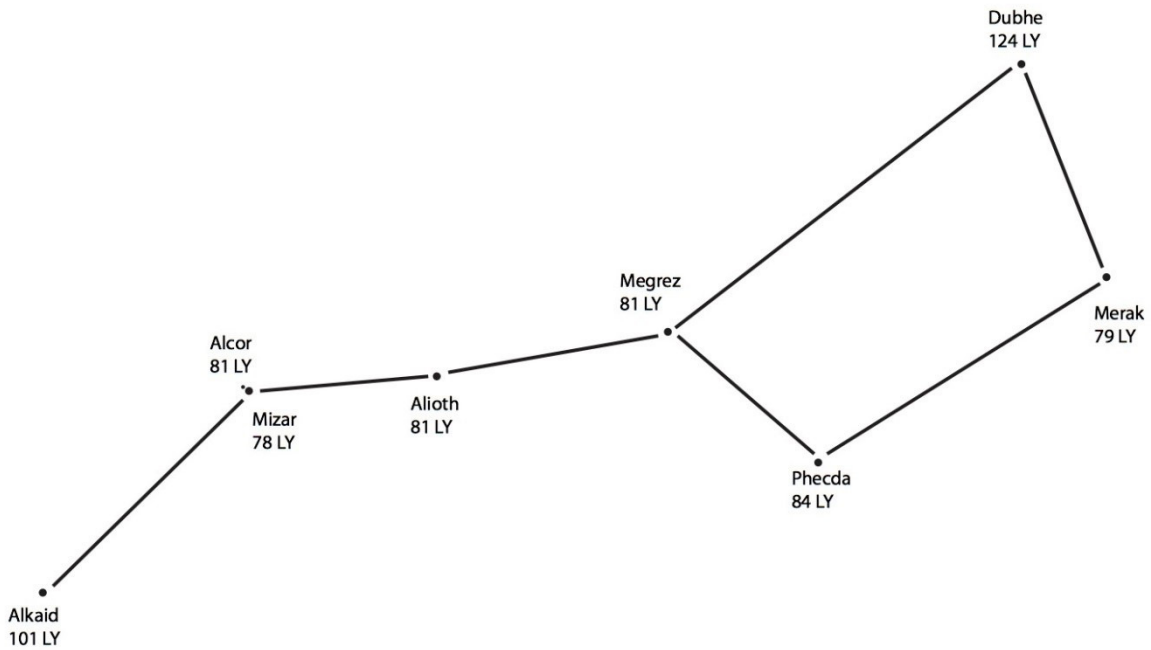 Dubhe
124 LY
Megrez
81 LY
Merak
79 LY
Alcor
81 LY
Alioth
81 LY
Mizar
78 LY
Phecda
84 LY
Alkaid
101 LY